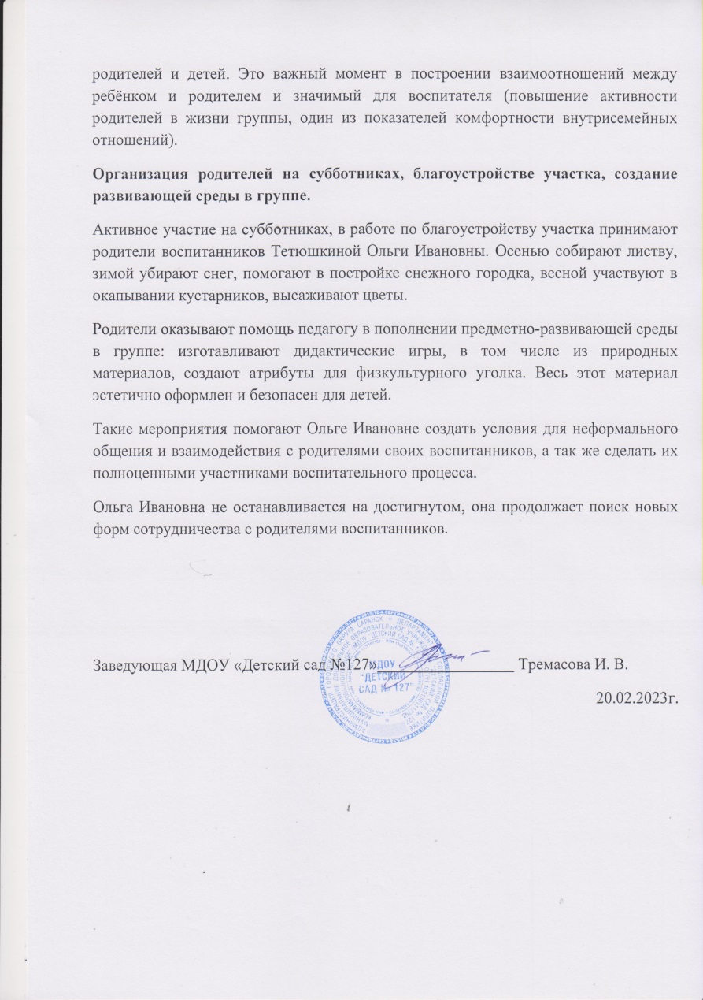 родителей и детей. Это важный момент в построении взаимоотношений между
ребёнком и родителем и значимый для воспитателя (повышение активности
родителей в жизни группы, один из показателей комфортности внутрисемейных
отношений).
Организация родителей на субботниках, благоустройстве участка, создание
развивающей среды в группе.
Активное участие на субботниках, в работе по благоустройству участка принимают
родители воспитанников Тетюшкиной Ольги Ивановны. Осенью собирают листву,
зимой убирают снег, помогают в постройке снежного городка, весной участвуют в
окапывании кустарников, высаживают цветы.
Родители оказывают помощь педагогу в пополнении предметно-развивающей среды
в группе: изготавливают дидактические игры, в том числе из природных
материалов, создают атрибуты для физкультурного уголка. Весь этот материал
эстетично оформлен и безопасен для детей.
Такие мероприятия помогают Ольге Ивановне создать условия для неформального
общения и взаимодействия с родителями своих воспитанников, а так же сделать их
полноценными участниками воспитательного процесса.
Ольга Ивановна не останавливается на достигнутом, она продолжает поиск новых
форм сотрудничества с родителями воспитанников.
Заведующая МДОУ «Детский сад №127»________________ Тремасова И. В.
МДОУ
"ДЕТСКИЙ
САД № 127"
20.02.2023г.